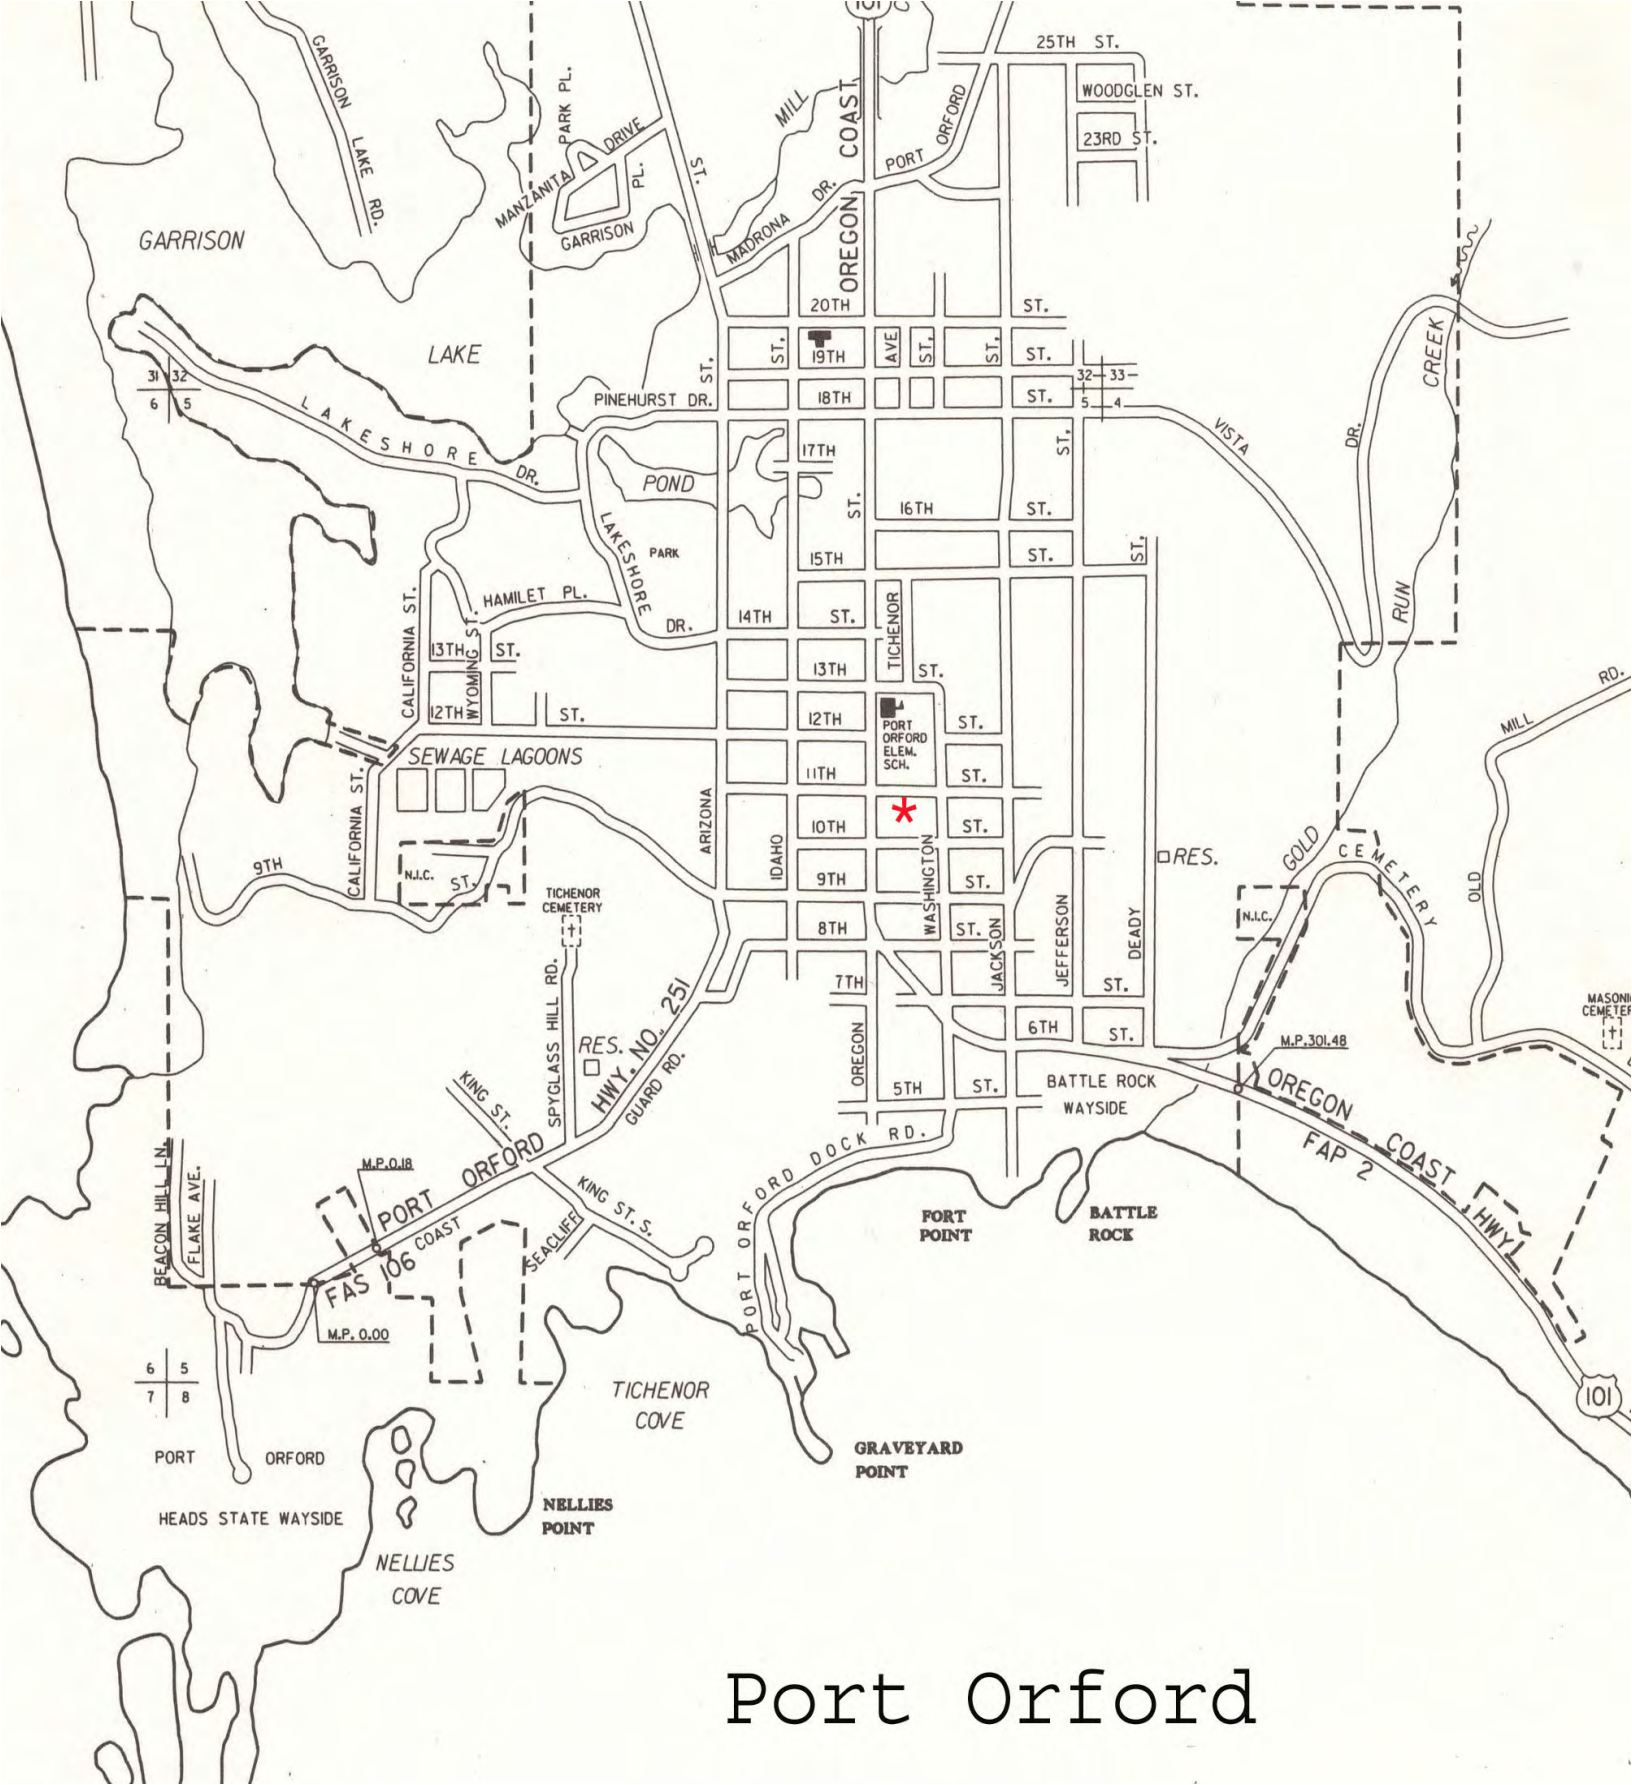 101
25TH ST.
GARRISON LAKE RD.
PARK PL.
MILL
WOODGLEN ST.
OREGON COAST
PORT ORFORD
MANZANITA DRIVE
23RD ST.
ST.
PL.
DR.
GARRISON
GARRISON
MADRONA
20TH ST.
LAKE
ST.
ST.
19TH
AVE
ST.
ST.
ST.
CREEK
31 32
6 5
32 33
5 4
PINEHURST DR.
18TH
ST.
LAKESHORE DR.
17TH
ST.
VISTA
DR.
POND
ST.
16TH
ST.
LAKESHORE
PARK
15TH
ST.
ST.
HAMLET PL.
CALIFORNIA ST.
DR.
14TH
ST.
TICHENOR
RUN
13TH
ST.
WYOMING ST.
13TH
ST.
RD.
12TH
ST.
12TH
ST.
PORT
ORFORD
ELEM.
SCH.
MILL
SEWAGE LAGOONS
11TH
ST.
CALIFORNIA ST.
ARIZONA
*
10TH
ST.
IDAHO
WASHINGTON
RES.
GOLD
CEMETERY
9TH
N.I.C.
ST.
9TH
ST.
OLD
TICHENOR
CEMETERY
8TH
ST.
JACKSON
JEFFERSON
DEADY
N.I.C.
SPYGLASS HILL RD.
HWY. NO. 251
7TH
ST.
MASONI
CEMETER
RES.
OREGON
6TH
ST.
M.P.301.48
KING ST.
GUARD RD.
5TH
ST.
BATTLE ROCK
WAYSIDE
OREGON COAST
FAP 2
HWY.
BEACON HILL LN.
FLAKE AVE.
M.P.0.18
PORT ORFORD
COAST
FAS 106
KING ST. S.
SEACLIFF
PORT ORFORD DOCK RD.
FORT
POINT
BATTLE
ROCK
M.P. 0.00
6 5
7 8
TICHENOR
COVE
101
PORT ORFORD
HEADS STATE WAYSIDE
GRAVEYARD
POINT
NELLIES
POINT
NELLIES
COVE
Port Orford